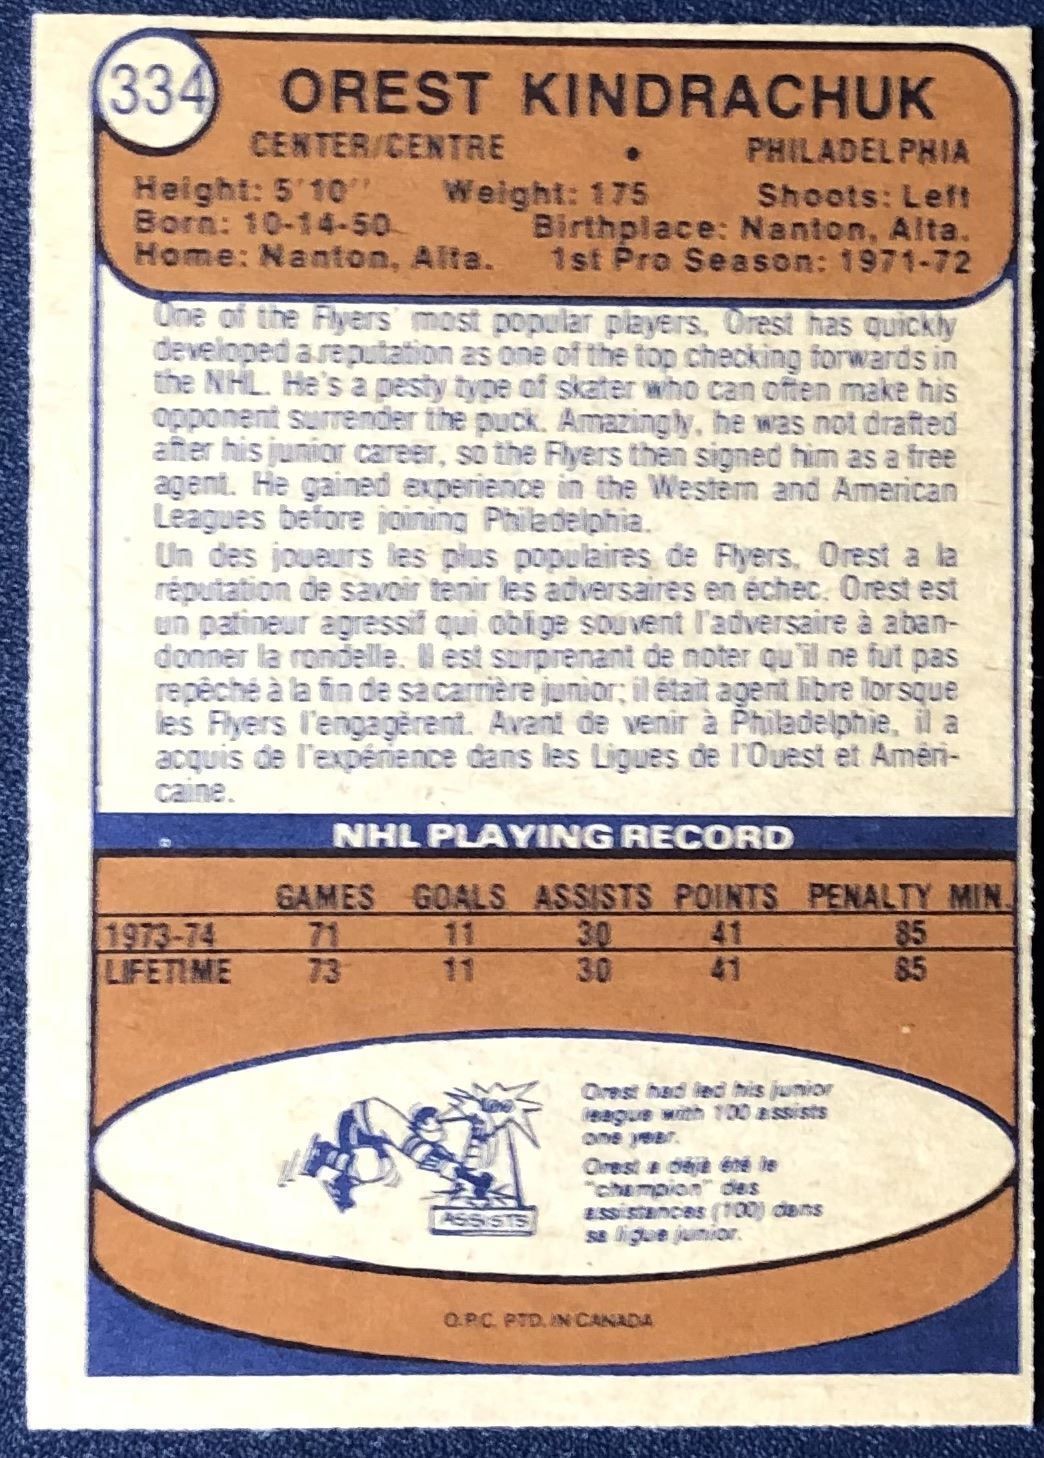 334
OREST KINDRACHUK
CENTER/CENTRE • PHILADELPHIA
Height: 5'10'' Weight: 175 Shoots: Left
Born: 10-14-50 Birthplace: Nanton, Alta.
Home: Nanton, Alta. 1st Pro Season: 1971-72
One of the Flyers' most popular players, Orest has quickly
developed a reputation as one of the top checking forwards in
the NHL. He's a pesty type of skater who can often make his
opponent surrender the puck. Amazingly, he was not drafted
after his junior career, so the Flyers then signed him as a free
agent. He gained experience in the Western and American
Leagues before joining Philadelphia.
Un des joueurs les plus populaires de Flyers, Orest a la
réputation de savoir tenir les adversaires en échec. Orest est
un patineur agressif qui oblige souvent l'adversaire à aban-
donner la rondelle. Il est surprenant de noter qu'il ne fut pas
repêché à la fin de sa carrière junior; il était agent libre lorsque
les Flyers l'engagèrent. Avant de venir à Philadelphie, il a
acquis de l'expérience dans les Ligues de l'Ouest et Améri-
caine.
NHL PLAYING RECORD
GAMES GOALS ASSISTS POINTS PENALTY MIN.
1973-74 71 11 30 41 85
LIFETIME 73 11 30 41 85
100
ASSISTS
Orest had led his junior
league with 100 assists
one year.
Orest a déjà été le
"champion" des
assistances (100) dans
sa ligue junior.
O.P.C. PTD. IN CANADA